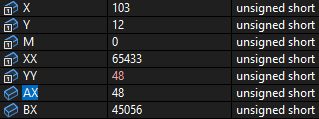 X 103 unsigned short
Y 12 unsigned short
M 0 unsigned short
XX 65433 unsigned short
YY 48 unsigned short
AX 48 unsigned short
BX 45056 unsigned short